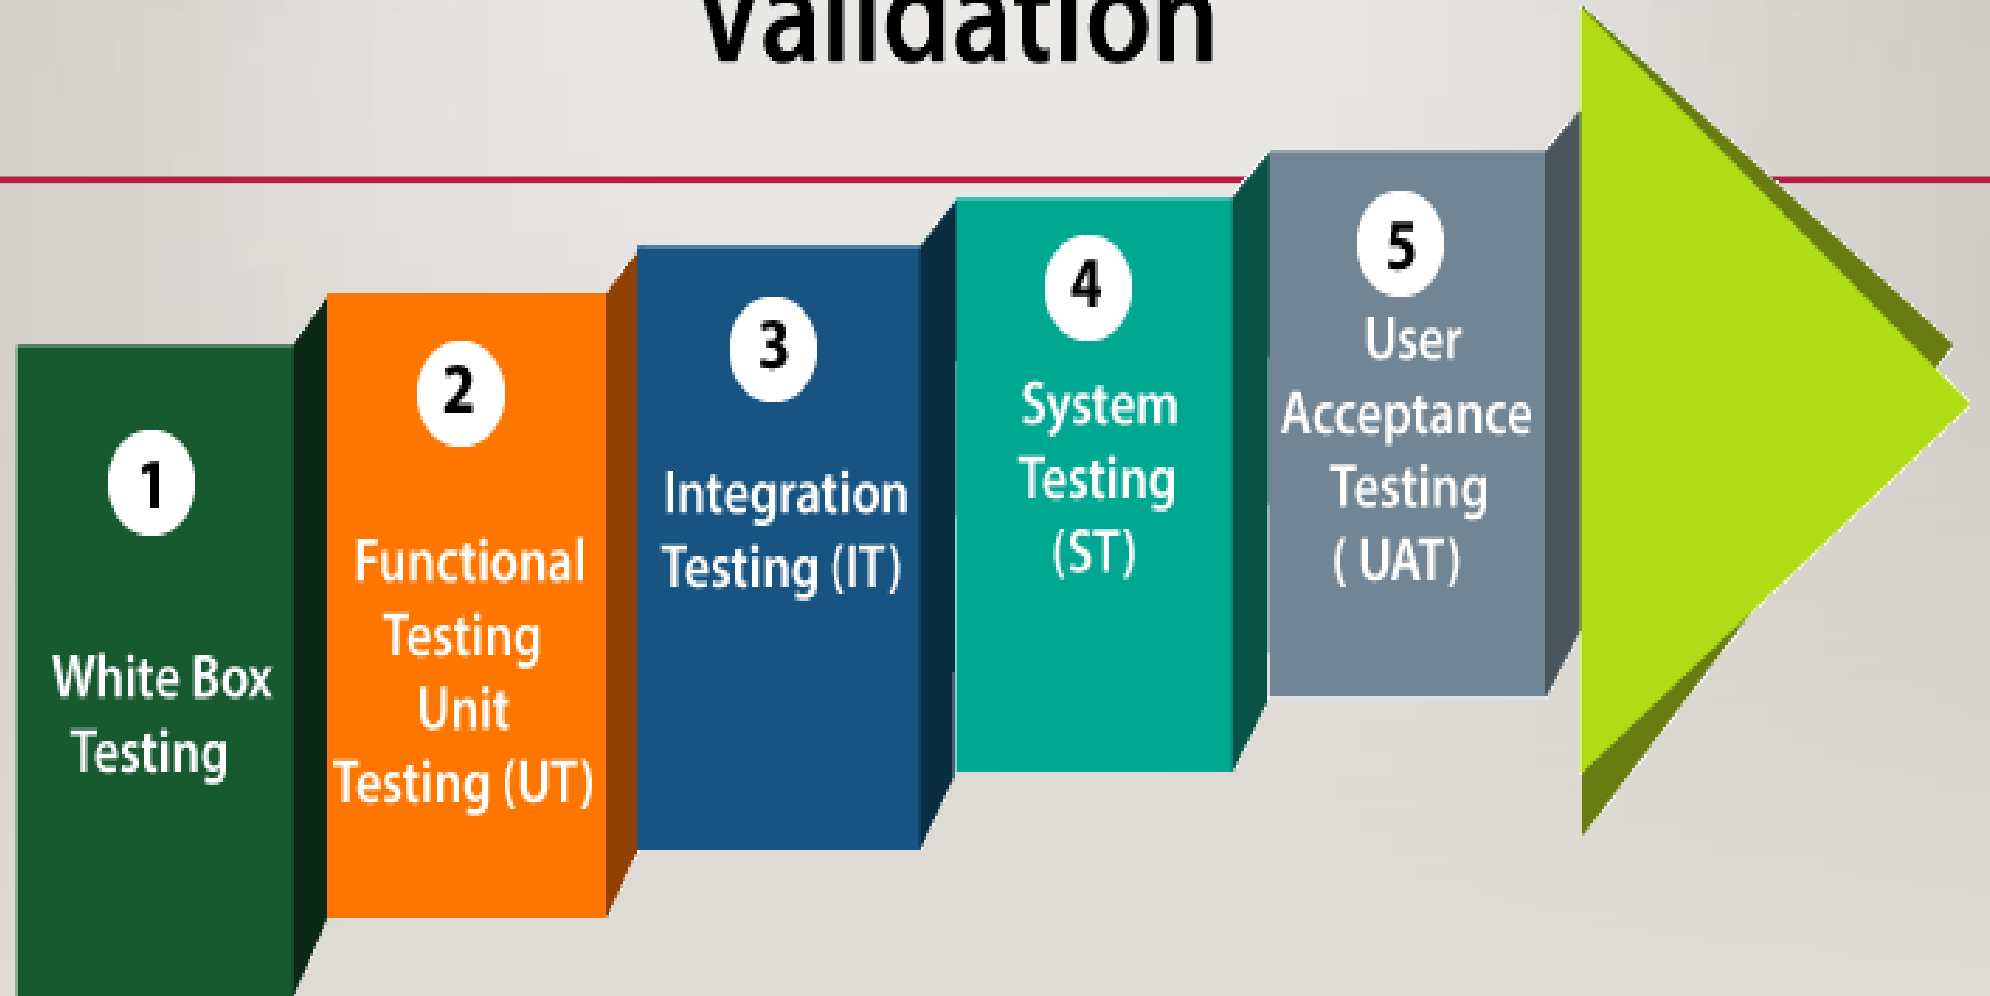 Validation
1
White Box
Testing
2
Functional
Testing
Unit
Testing (UT)
3
Integration
Testing (IT)
4
System
Testing
(ST)
5
User
Acceptance
Testing
( UAT)